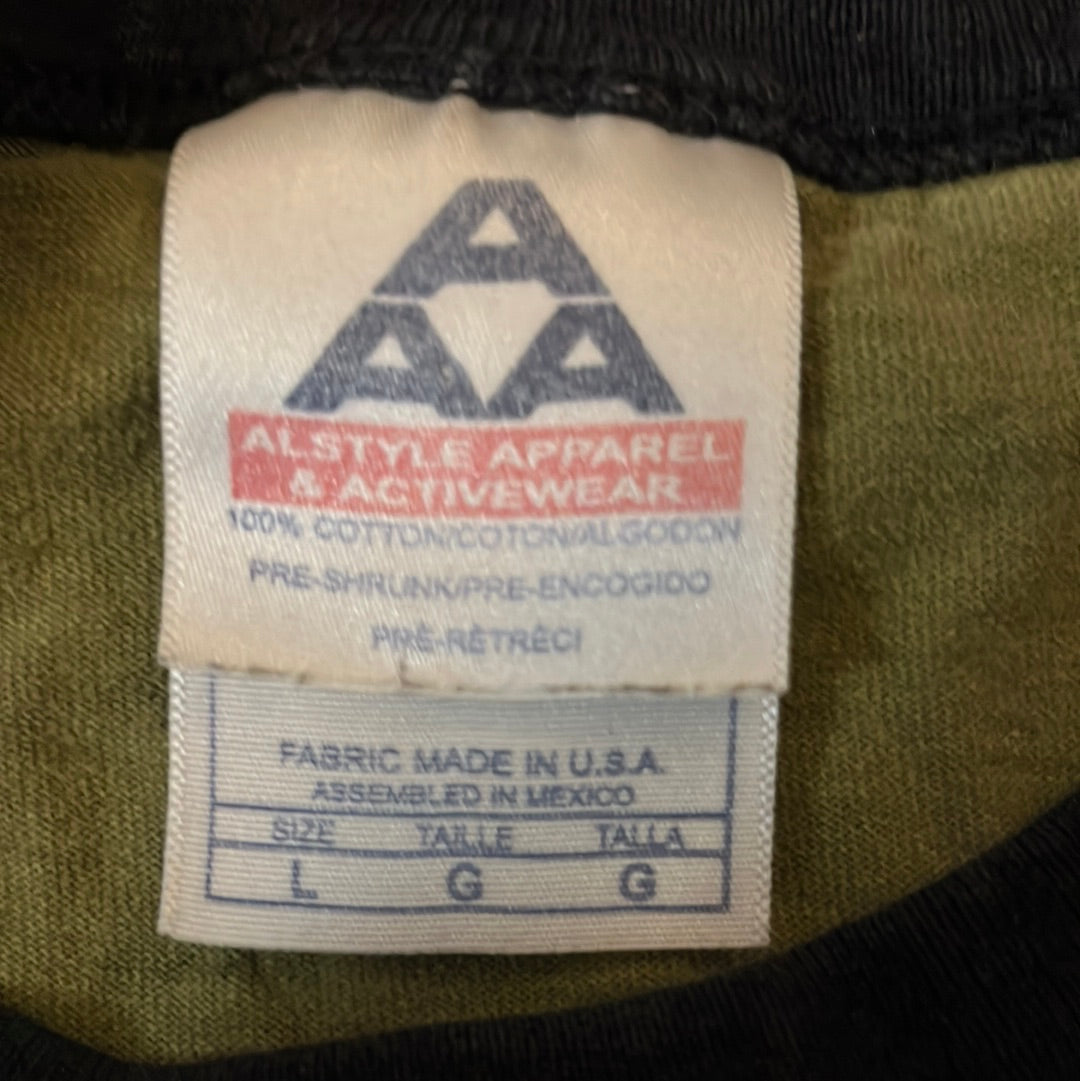 A
A A
ALSTYLE APPAREL
& ACTIVEWEAR
100% COTTON/COTON/ALGODON
PRE-SHRUNK/PRE-ENCOGIDO
PRÉ-RÉTRÉCI
FABRIC MADE IN U.S.A.
ASSEMBLED IN MEXICO
SIZE TAILLE TALLA
L G G